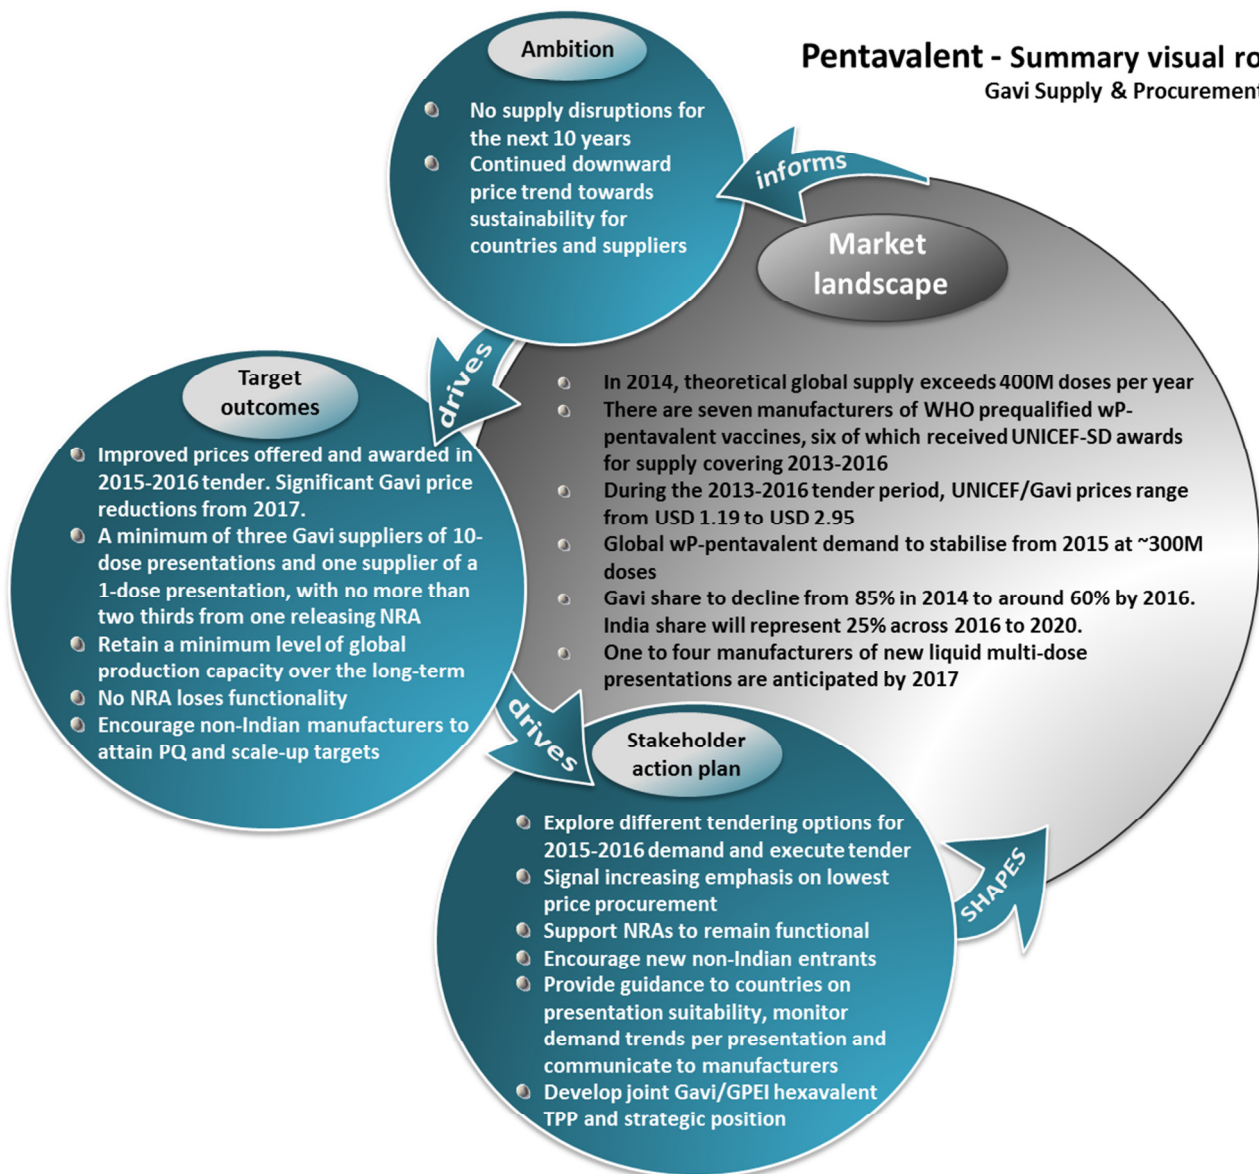 Pentavalent - Summary visual ro
Gavi Supply & Procurement
Ambition
No supply disruptions for
the next 10 years
Continued downward
price trend towards
sustainability for
countries and suppliers
informs
Market
landscape
In 2014, theoretical global supply exceeds 400M doses per year
There are seven manufacturers of WHO prequalified wP-
pentavalent vaccines, six of which received UNICEF-SD awards
for supply covering 2013-2016
During the 2013-2016 tender period, UNICEF/Gavi prices range
from USD 1.19 to USD 2.95
Global wP-pentavalent demand to stabilise from 2015 at ~300M
doses
Gavi share to decline from 85% in 2014 to around 60% by 2016.
India share will represent 25% across 2016 to 2020.
One to four manufacturers of new liquid multi-dose
presentations are anticipated by 2017
drives
Target
outcomes
Improved prices offered and awarded in
2015-2016 tender. Significant Gavi price
reductions from 2017.
A minimum of three Gavi suppliers of 10-
dose presentations and one supplier of a
1-dose presentation, with no more than
two thirds from one releasing NRA
Retain a minimum level of global
production capacity over the long-term
No NRA loses functionality
Encourage non-Indian manufacturers to
attain PQ and scale-up targets
drives
Stakeholder
action plan
Explore different tendering options for
2015-2016 demand and execute tender
Signal increasing emphasis on lowest
price procurement
Support NRAs to remain functional
Encourage new non-Indian entrants
Provide guidance to countries on
presentation suitability, monitor
demand trends per presentation and
communicate to manufacturers
Develop joint Gavi/GPEI hexavalent
TPP and strategic position
SHAPES